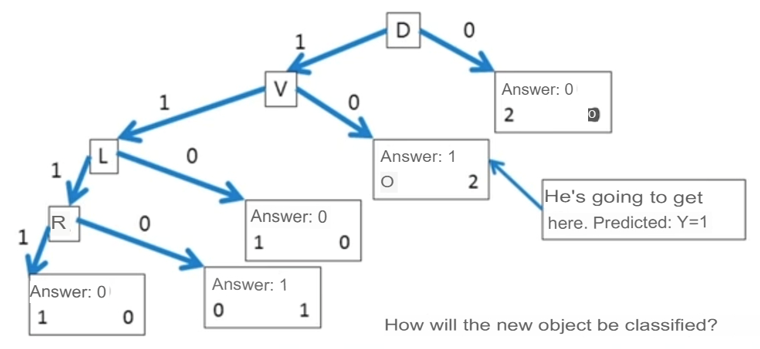 D
1
0
V
Answer: 0
2 0
1
0
L
Answer: 1
O 2
1
0
He's going to get
here. Predicted: Y=1
R
Answer: 0
1 0
1
0
Answer: 0
1 0
Answer: 1
0 1
How will the new object be classified?